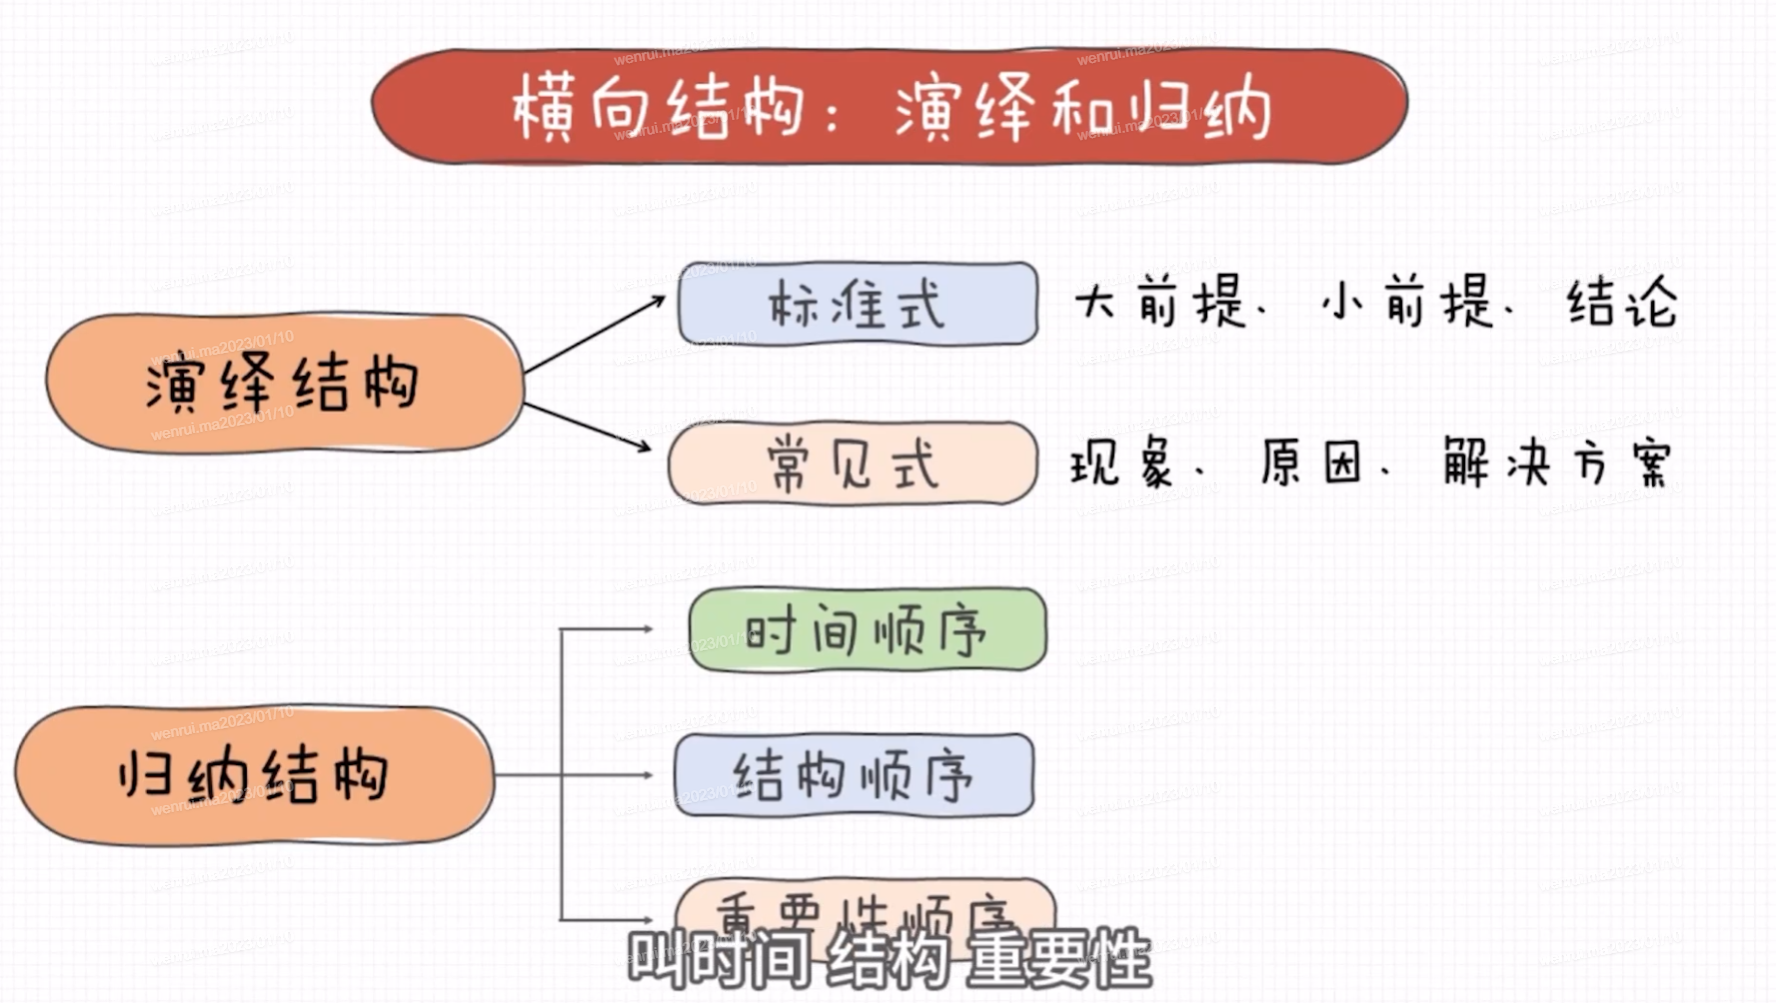 横向结构：演绎和归纳
演绎结构
标准式
大前提、小前提、结论
常见式
现象、原因、解决方案
归纳结构
时间顺序
结构顺序
重要性顺序
叫时间 结构 重要性
wenrui.ma2023/01/10